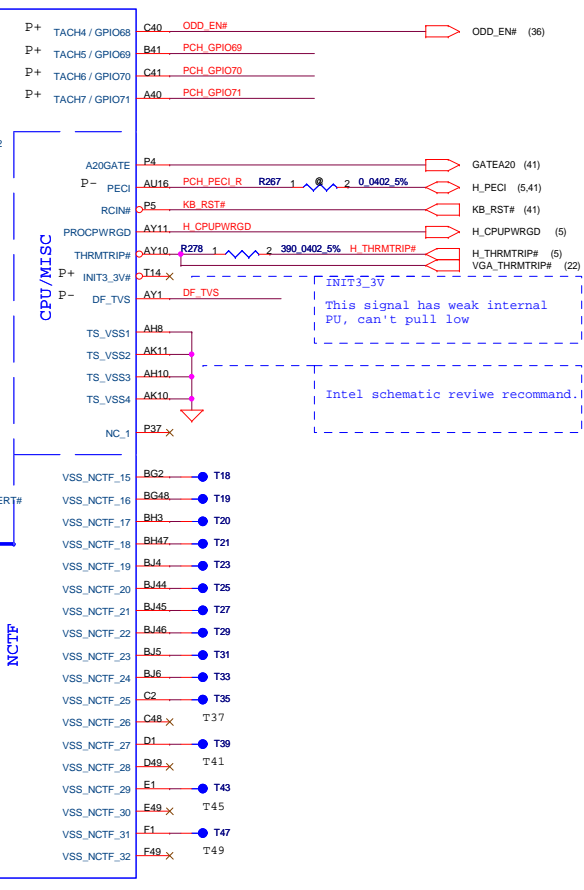 P+ TACH4 / GPIO68 C40 ODD_EN# ODD_EN# (36)
P+ TACH5 / GPIO69 B41 PCH_GPIO69
P+ TACH6 / GPIO70 C41 PCH_GPIO70
P+ TACH7 / GPIO71 A40 PCH_GPIO71
2
CPU/MISC
A20GATE P4 GATEA20 (41)
P- PECI AU16 PCH_PECI_R R267 1 @ 2 0_0402_5% H_PECI (5,41)
RCIN# P5 KB_RST# KB_RST# (41)
PROCPWRGD AY11 H_CPUPWRGD H_CPUPWRGD (5)
THRMTRIP# AY10 R278 1 2 390_0402_5% H_THRMTRIP# H_THRMTRIP# (5)
VGA_THRMTRIP# (22)
P+ INIT3_3V# T14
INIT3_3V
This signal has weak internal
PU, can't pull low
P- DF_TVS AY1 DF_TVS
TS_VSS1 AH8
TS_VSS2 AK11
TS_VSS3 AH10
TS_VSS4 AK10
Intel schematic reviwe recommand.
NC_1 P37
ERT#
NCTF
VSS_NCTF_15 BG2 T18
VSS_NCTF_16 BG48 T19
VSS_NCTF_17 BH3 T20
VSS_NCTF_18 BH47 T21
VSS_NCTF_19 BJ4 T23
VSS_NCTF_20 BJ44 T25
VSS_NCTF_21 BJ45 T27
VSS_NCTF_22 BJ46 T29
VSS_NCTF_23 BJ5 T31
VSS_NCTF_24 BJ6 T33
VSS_NCTF_25 C2 T35
VSS_NCTF_26 C48 T37
VSS_NCTF_27 D1 T39
VSS_NCTF_28 D49 T41
VSS_NCTF_29 E1 T43
VSS_NCTF_30 E49 T45
VSS_NCTF_31 F1 T47
VSS_NCTF_32 F49 T49